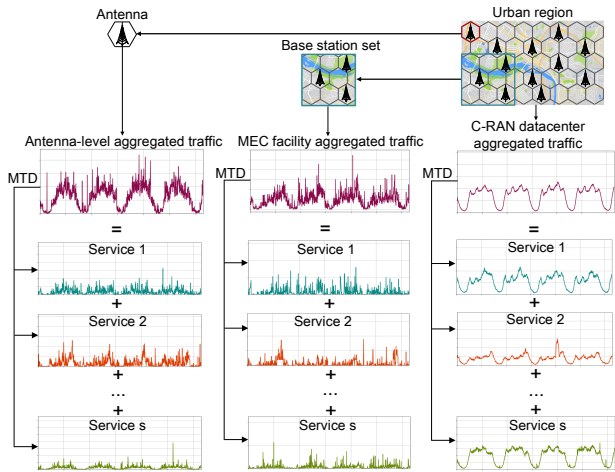 Antenna
Urban region
Base station set
Antenna-level aggregated traffic
MEC facility aggregated traffic
C-RAN datacenter
aggregated traffic
MTD
MTD
MTD
=
=
=
Service 1
Service 1
Service 1
+
+
+
Service 2
Service 2
Service 2
+
+
+
...
...
...
+
+
+
Service s
Service s
Service s